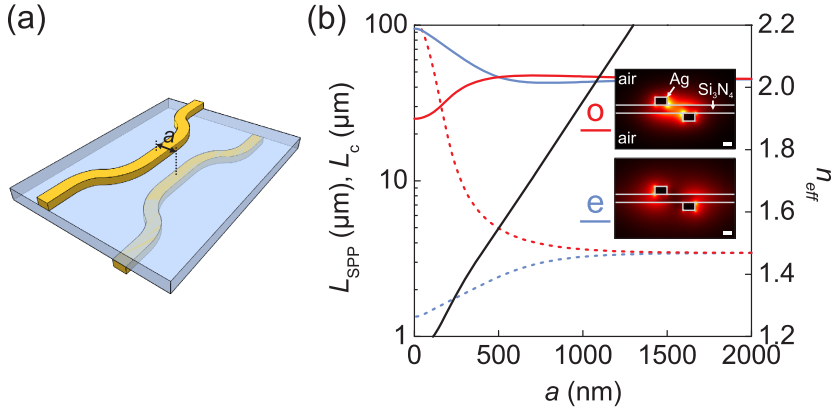 (a)
a
(b)
100
10
1
L_SPP (μm), L_c (μm)
0
500
1000
1500
2000
a (nm)
2.2
2.0
1.8
1.6
1.4
1.2
n_eff
o
e
air
Ag
Si₃N₄
air